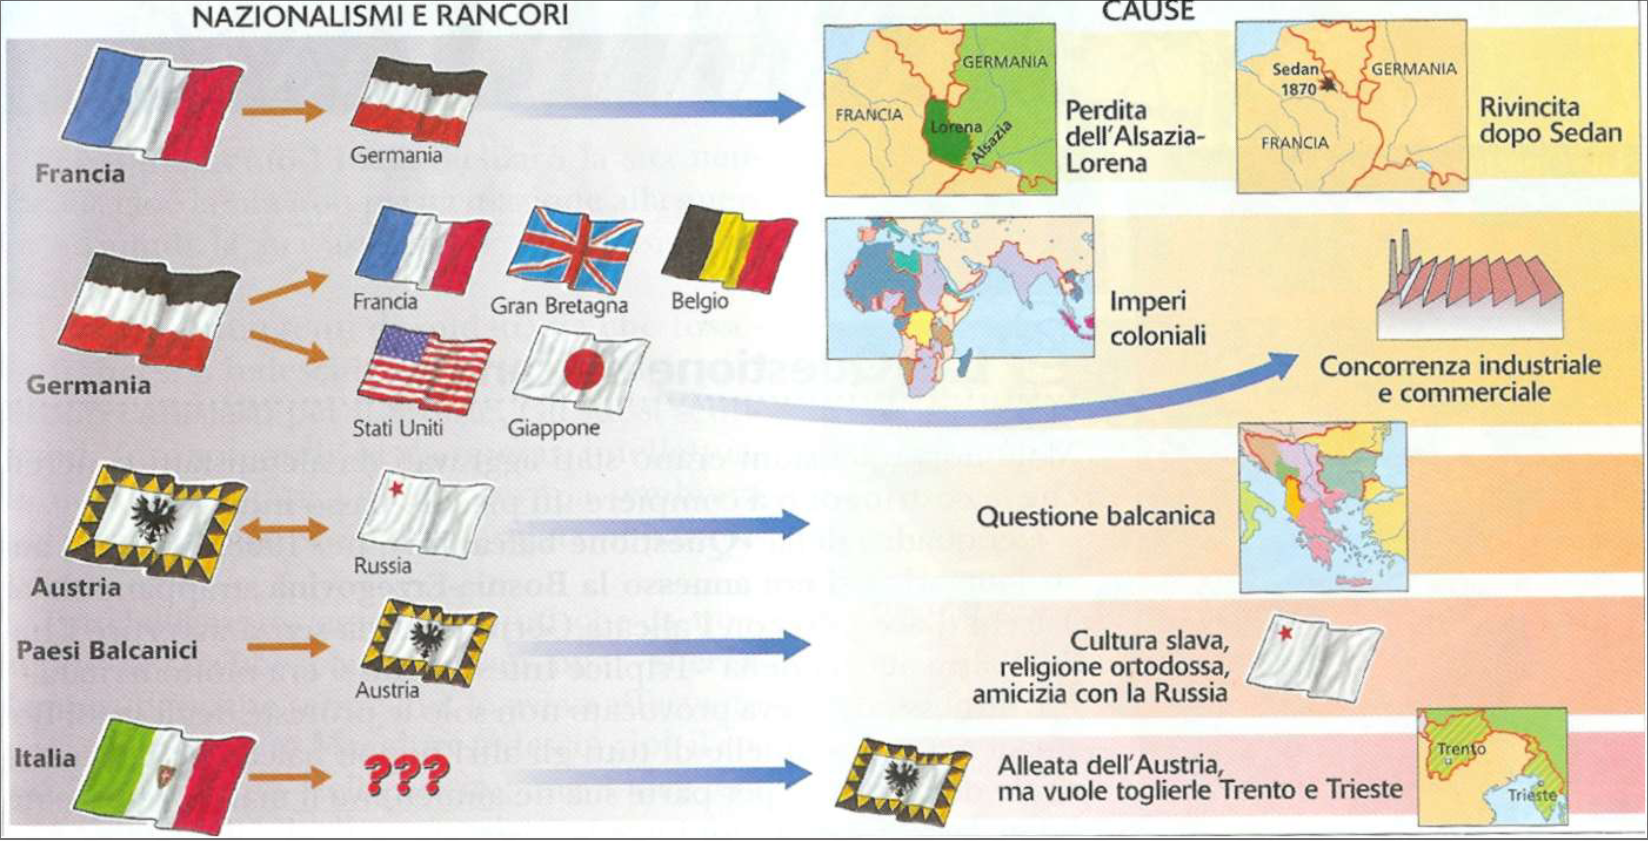 NAZIONALISMI E RANCORI
CAUSE
Francia
Germania
FRANCIA
GERMANIA
Lorena
Alsazia
Perdita
dell'Alsazia-
Lorena
Sedan
1870
GERMANIA
FRANCIA
Rivincita
dopo Sedan
Germania
Francia
Gran Bretagna
Belgio
Stati Uniti
Giappone
Imperi
coloniali
Concorrenza industriale
e commerciale
Austria
Russia
Questione balcanica
Paesi Balcanici
Austria
Cultura slava,
religione ortodossa,
amicizia con la Russia
Italia
???
Alleata dell'Austria,
ma vuole toglierle Trento e Trieste
Trento
Trieste